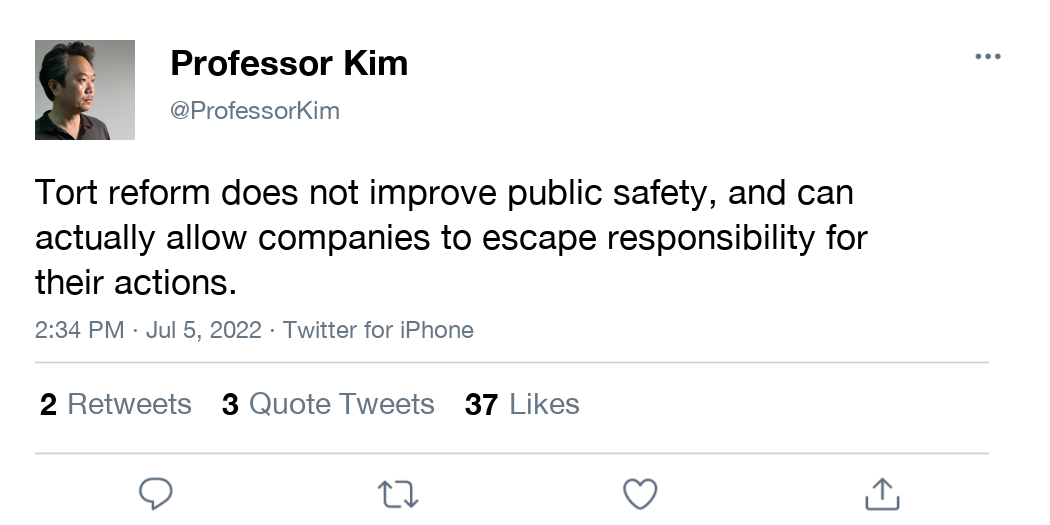 Professor Kim
@ProfessorKim
Tort reform does not improve public safety, and can
actually allow companies to escape responsibility for
their actions.
2:34 PM · Jul 5, 2022 · Twitter for iPhone
2 Retweets 3 Quote Tweets 37 Likes